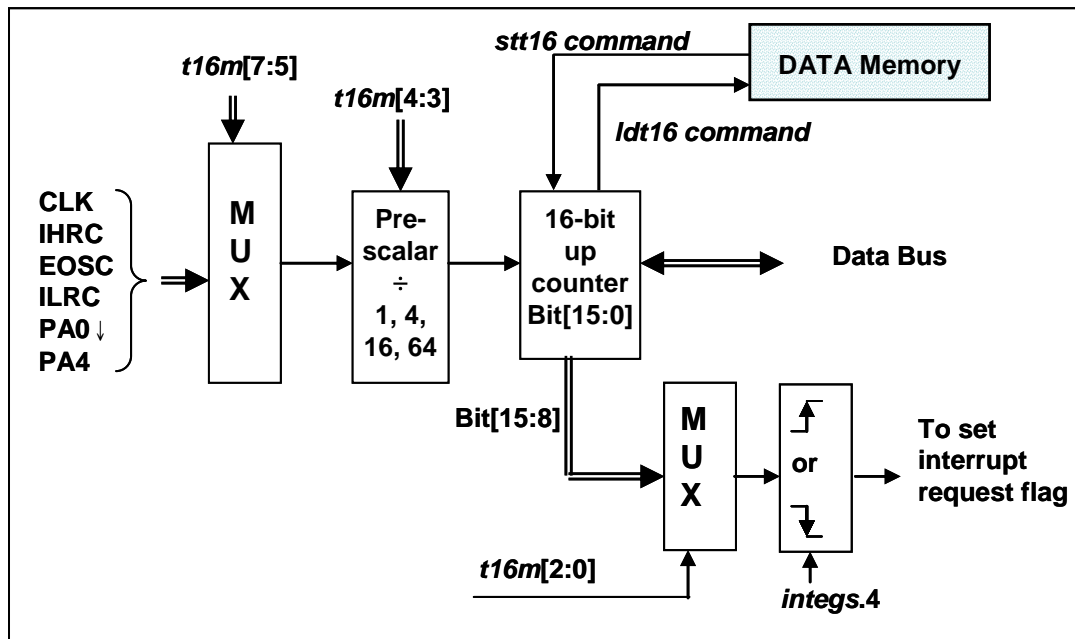 stt16 command
DATA Memory
t16m[7:5]
t16m[4:3]
ldt16 command
CLK
IHRC
EOSC
ILRC
PA0 ↓
PA4
M
U
X
Pre-
scalar
÷
1, 4,
16, 64
16-bit
up
counter
Bit[15:0]
Data Bus
Bit[15:8]
M
U
X
or
To set
interrupt
request flag
t16m[2:0]
integs.4